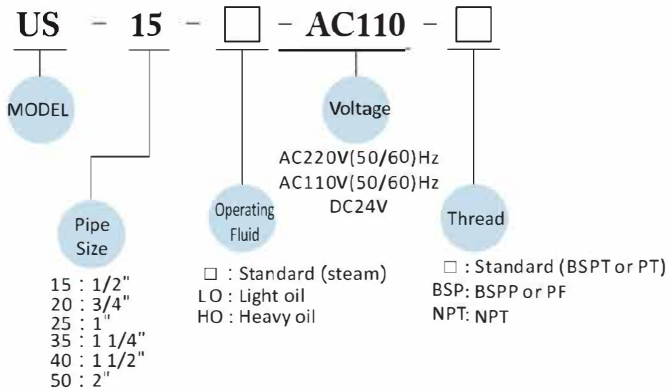 US - 15 - □ - AC110 - □
MODEL
Voltage
AC220V(50/60)Hz
AC110V(50/60)Hz
DC24V
Pipe
Size
15 : 1/2"
20 : 3/4"
25 : 1"
35 : 1 1/4"
40 : 1 1/2"
50 : 2"
Operating
Fluid
□ : Standard (steam)
LO : Light oil
HO : Heavy oil
Thread
□ : Standard (BSPT or PT)
BSP: BSPP or PF
NPT: NPT